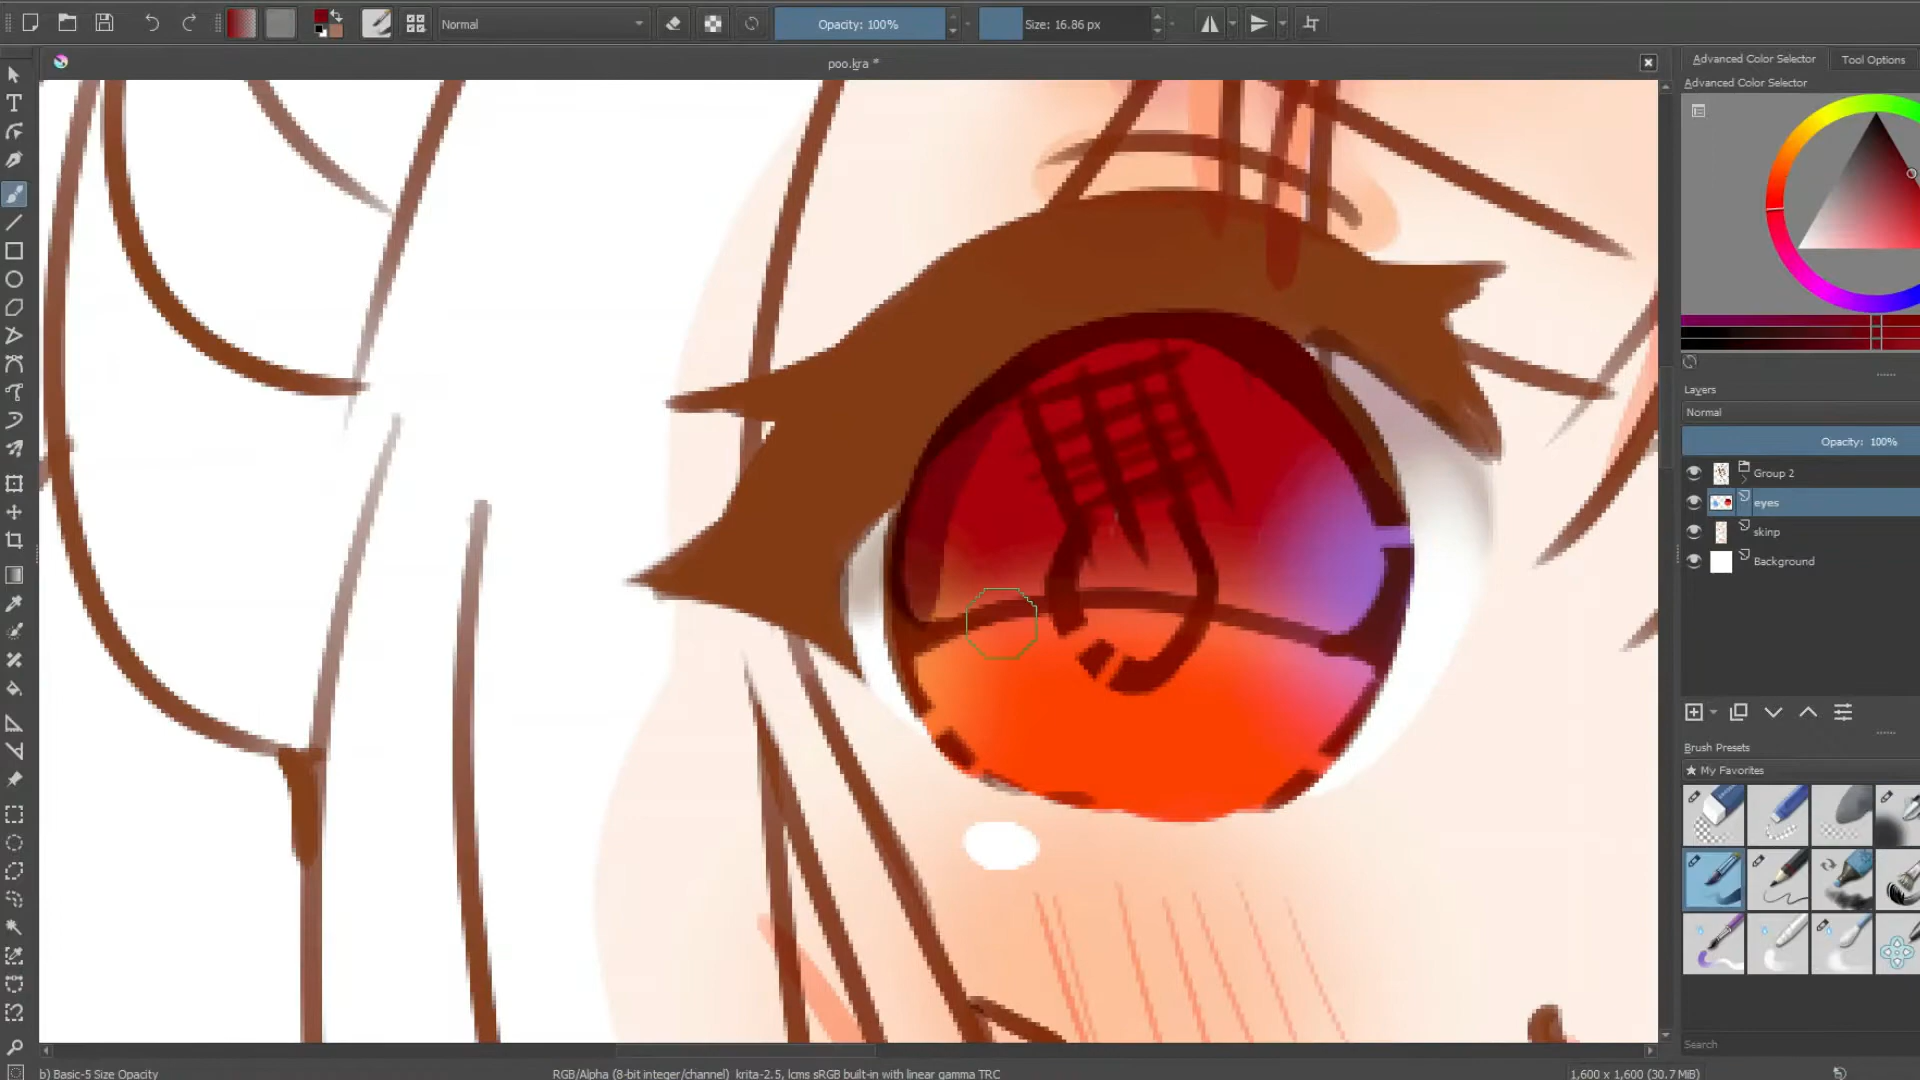 Normal
Opacity: 100%
Size: 16.86 px
poo.kra *
Advanced Color Selector
Tool Options
Advanced Color Selector
Layers
Normal
Opacity: 100%
Group 2
eyes
skinp
Background
Brush Presets
★ My Favorites
Search
b) Basic-5 Size Opacity
RGB/Alpha (8-bit integer/channel) krita-2.5, lcms sRGB built-in with linear gamma TRC
1,600 x 1,600 (30.7 MiB)